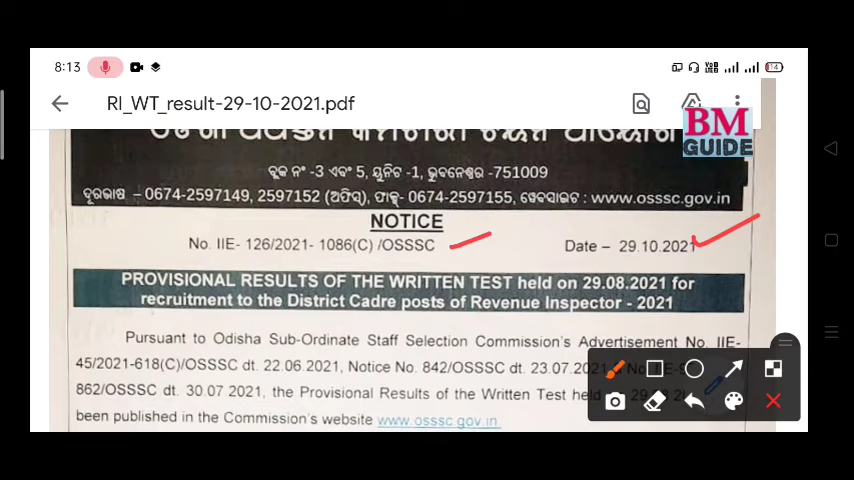 8:13
14
RI_WT_result-29-10-2021.pdf
BM
GUIDE
ବ୍ଲକ ନଂ -3 ଏବଂ 5, ୟୁନିଟ -1, ଭୁବନେଶ୍ୱର -751009
ଦୂରଭାଷ – 0674-2597149, 2597152 (ଅଫିସ୍), ଫାକ୍ସ- 0674-2597155, ୱେବସାଇଟ : www.osssc.gov.in
NOTICE
No. IIE- 126/2021- 1086(C) /OSSSC Date – 29.10.2021
PROVISIONAL RESULTS OF THE WRITTEN TEST held on 29.08.2021 for
recruitment to the District Cadre posts of Revenue Inspector - 2021
Pursuant to Odisha Sub-Ordinate Staff Selection Commission's Advertisement No. IIE-
45/2021-618(C)/OSSSC dt. 22.06.2021, Notice No. 842/OSSSC dt. 23.07.2021
862/OSSSC dt. 30.07.2021, the Provisional Results of the Written Test held
been published in the Commission's website www.osssc.gov.in